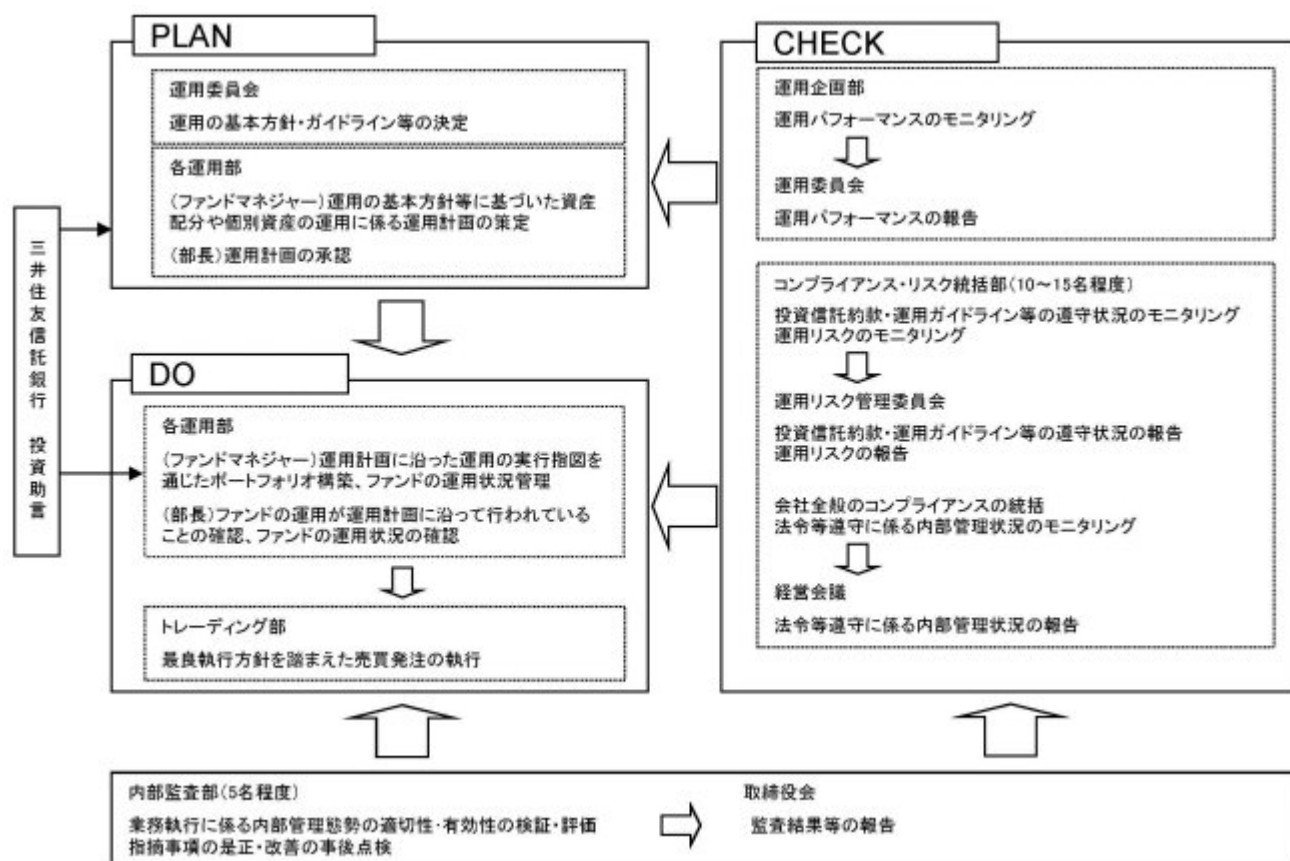 PLAN
運用委員会
運用の基本方針・ガイドライン等の決定
各運用部
(ファンドマネジャー)運用の基本方針等に基づいた資産
配分や個別資産の運用に係る運用計画の策定
(部長)運用計画の承認
三井住友信託銀行 投資助言
DO
各運用部
(ファンドマネジャー)運用計画に沿った運用の実行指図を
通じたポートフォリオ構築、ファンドの運用状況管理
(部長)ファンドの運用が運用計画に沿って行われている
ことの確認、ファンドの運用状況の確認
トレーディング部
最良執行方針を踏まえた売買発注の執行
CHECK
運用企画部
運用パフォーマンスのモニタリング
運用委員会
運用パフォーマンスの報告
コンプライアンス・リスク統括部(10~15名程度)
投資信託約款・運用ガイドライン等の遵守状況のモニタリング
運用リスクのモニタリング
運用リスク管理委員会
投資信託約款・運用ガイドライン等の遵守状況の報告
運用リスクの報告
会社全般のコンプライアンスの統括
法令等遵守に係る内部管理状況のモニタリング
経営会議
法令等遵守に係る内部管理状況の報告
内部監査部(5名程度)
業務執行に係る内部管理態勢の適切性・有効性の検証・評価
指摘事項の是正・改善の事後点検
取締役会
監査結果等の報告